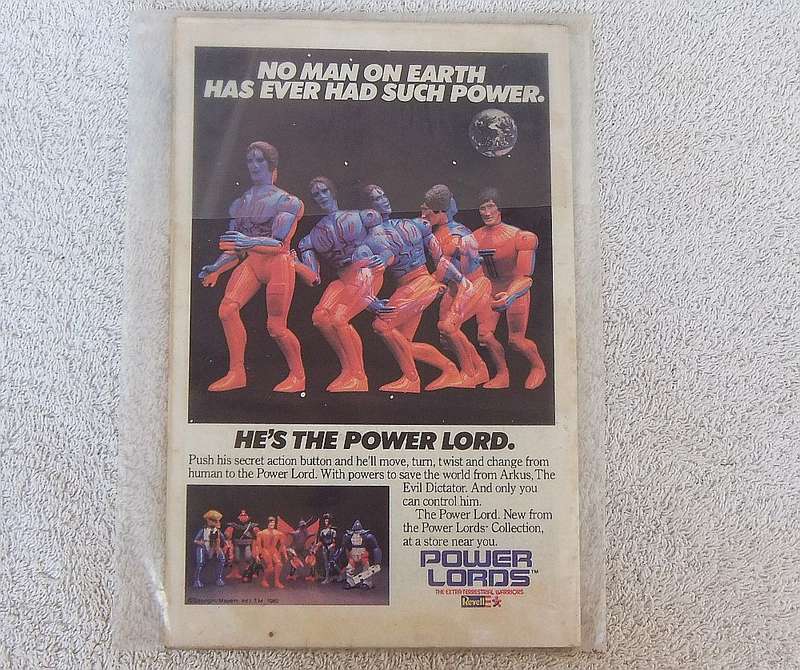 NO MAN ON EARTH
HAS EVER HAD SUCH POWER.
HE'S THE POWER LORD.
Push his secret action button and he'll move, turn, twist and change from
human to the Power Lord. With powers to save the world from Arkus, The
Evil Dictator. And only you
can control him.
The Power Lord. New from
the Power Lords™ Collection,
at a store near you.
POWER
LORDS™
THE EXTRA TERRESTRIAL WARRIORS
Revell